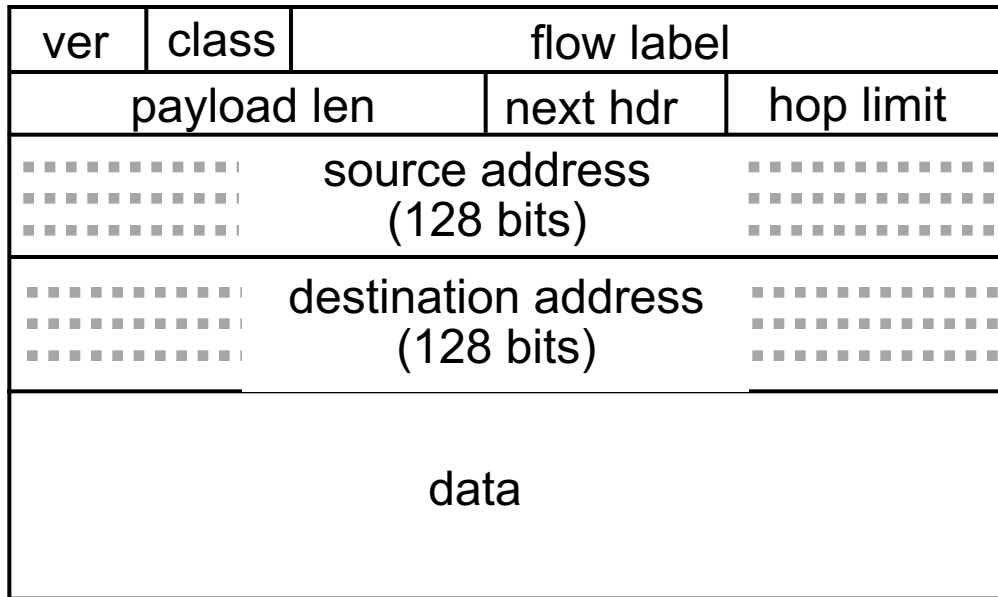 ver class flow label
payload len next hdr hop limit
source address
(128 bits)
destination address
(128 bits)
data